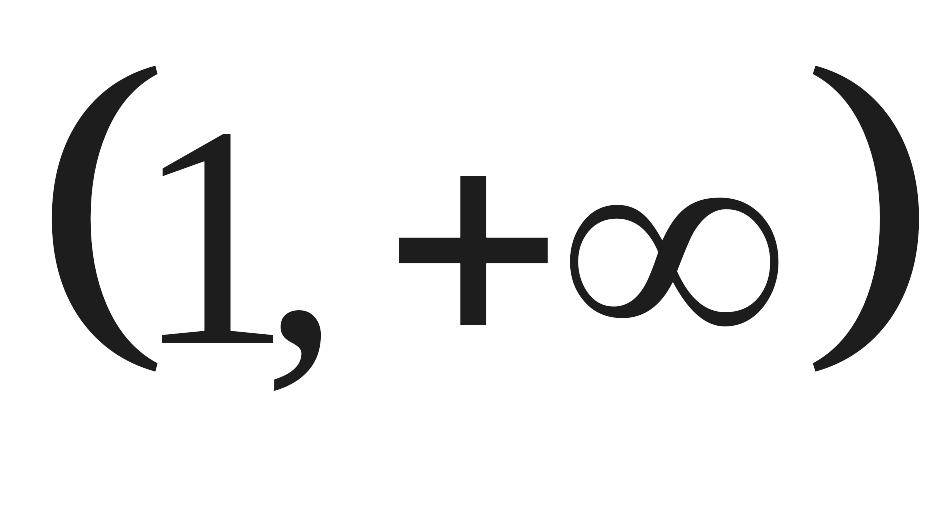 (1, +∞)